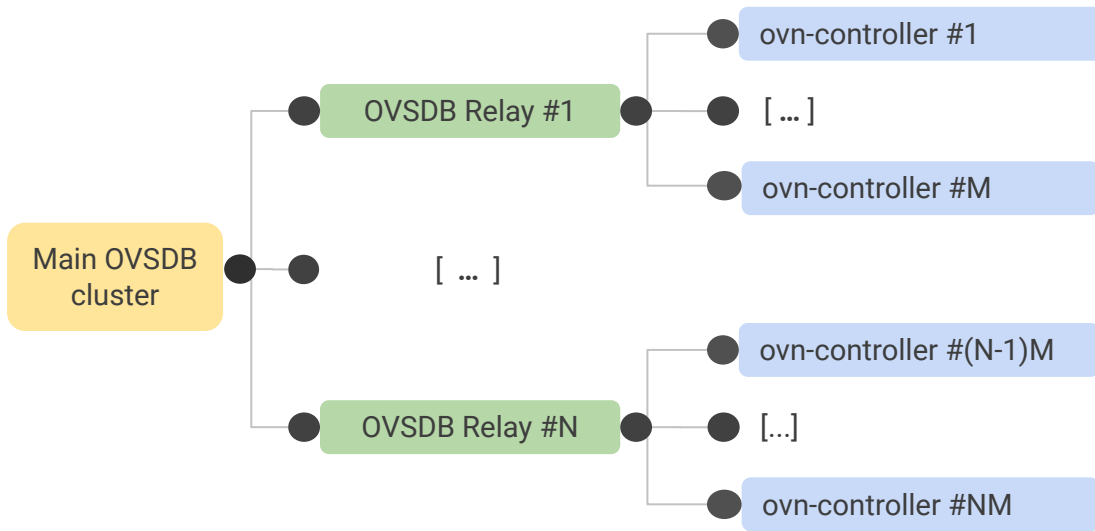 ovn-controller #1
OVSDB Relay #1
[ ... ]
ovn-controller #M
Main OVSDB
cluster
[ ... ]
ovn-controller #(N-1)M
OVSDB Relay #N
[...]
ovn-controller #NM